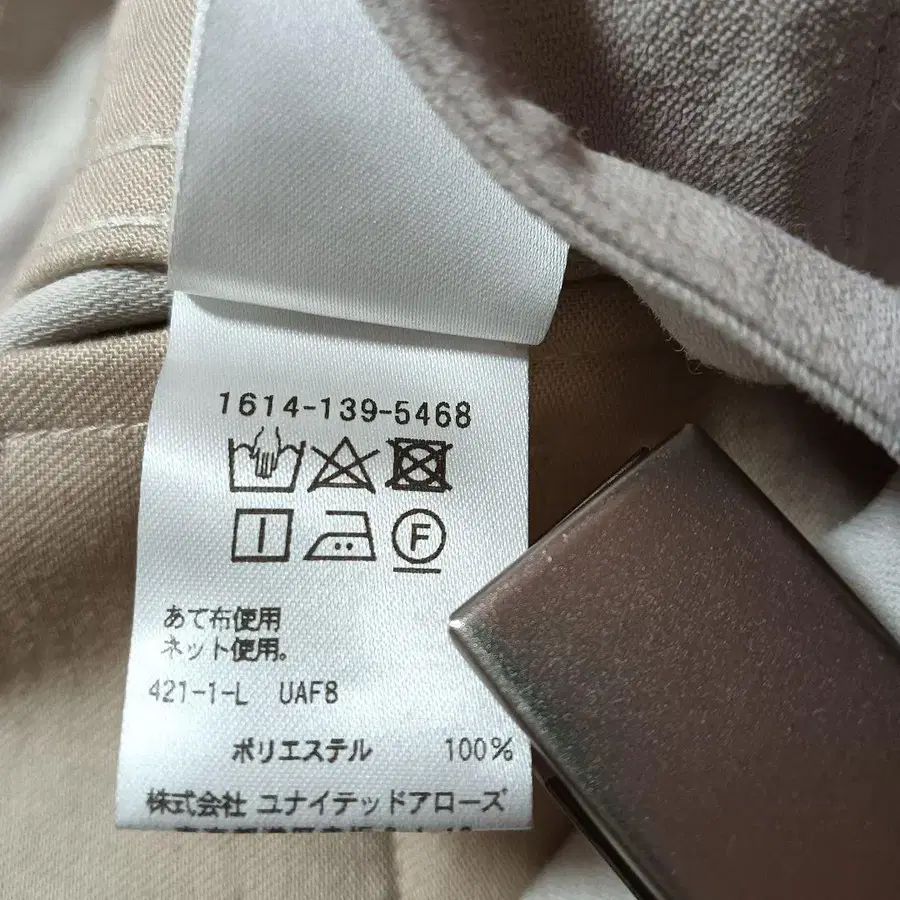 1614-139-5468
F
あて布使用
ネット使用。
421-1-L UAF8
ポリエステル 100%
株式会社 ユナイテッドアローズ